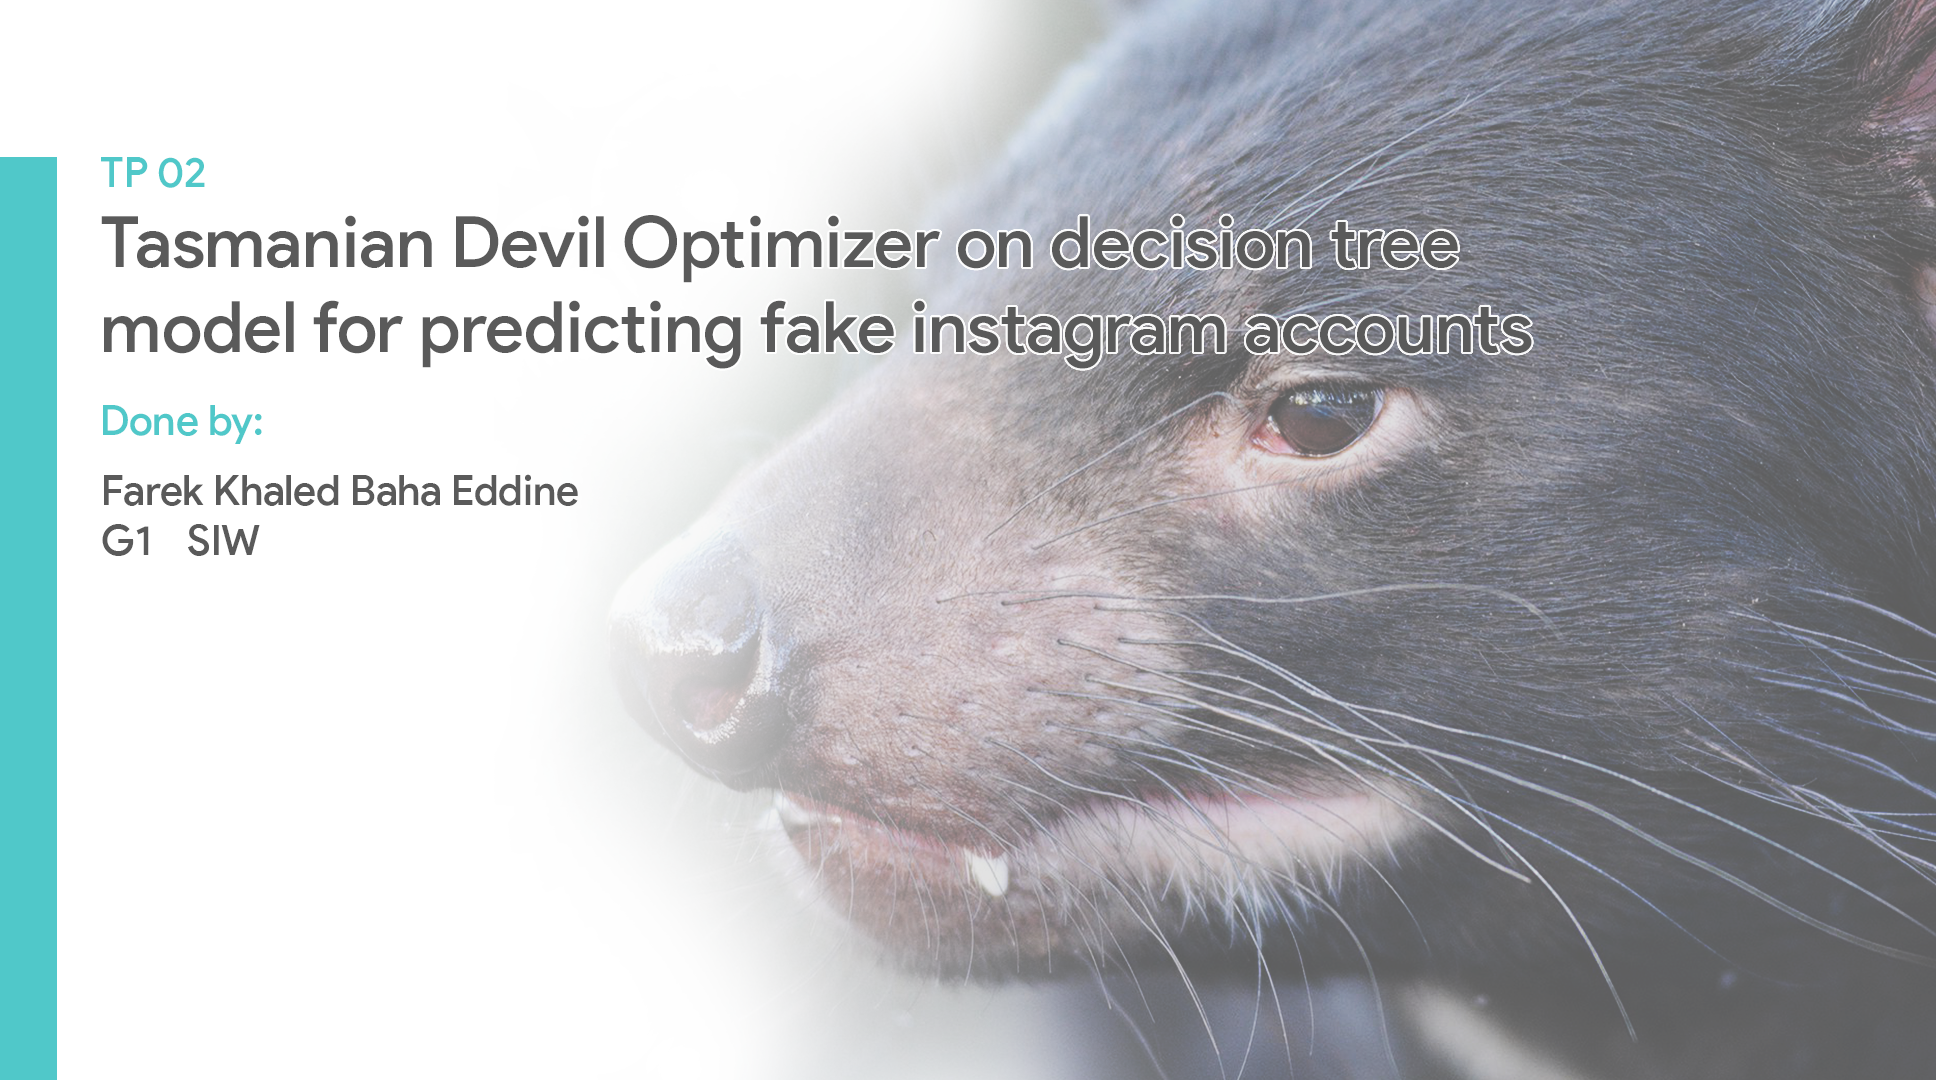 TP 02
Tasmanian Devil Optimizer on decision tree
model for predicting fake instagram accounts
Done by:
Farek Khaled Baha Eddine
G1 SIW